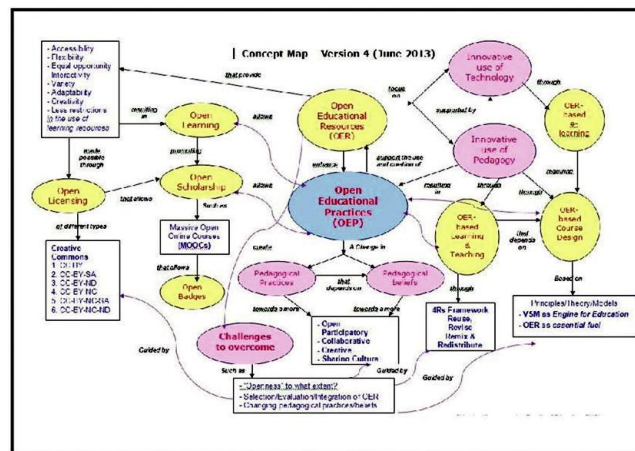 Concept Map    Version 4 (June 2013)
- Accessibility
- Flexibility
- Equal opportunity
Interactivity
- Variety
- Adaptability
- Creativity
- Less restrictions
in the use of
learning resources
that provide
resulting in
Open
Learning
allows
Open
Educational
Resources
(OER)
focus
on
Innovative
use of
Technology
through
supported by
OER-
based
e-
learning
Innovative
use of
Pedagogy
made
possible
through
promoting
Open
Licensing
that allows
Open
Scholarship
allows
enhance
support the use
and creation of
Open
Educational
Practices
(OEP)
resulting
in
through
through
OER-
based
Learning
&
Teaching
that
depends
on
OER-
based
Course
Design
of different types
Such as
Massive Open
Online Courses
(MOOCs)
that allows
Open
Badges
Creative
Commons
1. CC-BY
2. CC-BY-SA
3. CC-BY-ND
4. CC-BY-NC
5. CC-BY-NC-SA
6. CC-BY-NC-ND
create
A Change in
Pedagogical
Practices
that
depends on
Pedagogical
beliefs
towards a more
towards a more
- Open
Participatory
- Collaborative
- Creative
- Sharing Culture
through
4Rs Framework
Reuse,
Revise
Remix &
Redistribute
Based on
Principles/Theory/Models
- VSM as Engine for Education
- OER as essential fuel
Challenges
to overcome
Such as
Guided by
Guided by
Guided by
- "Openness" to what extent?
- Selection/Evaluation/Integration of OER
- Changing pedagogical practices/beliefs